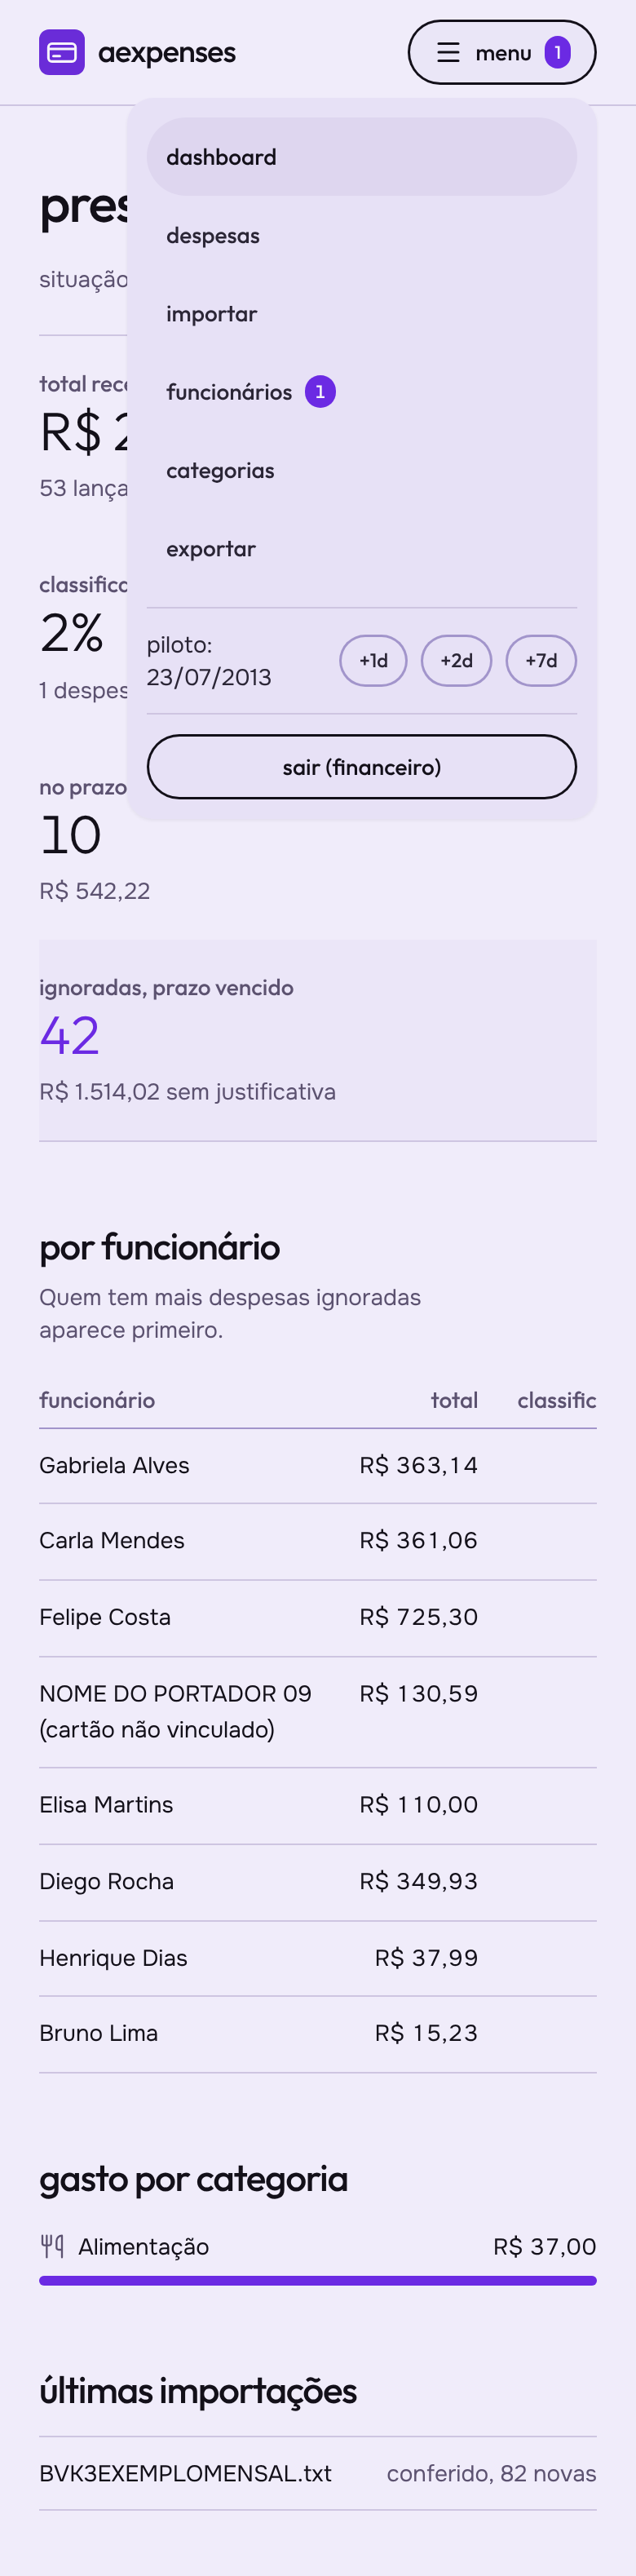 aexpenses
menu 1
dashboard
despesas
importar
funcionários 1
categorias
exportar
piloto:
23/07/2013
+1d
+2d
+7d
sair (financeiro)
pres
situação
total rece
R$ 2
53 lança
classifica
2%
1 despes
no prazo
10
R$ 542,22
ignoradas, prazo vencido
42
R$ 1.514,02 sem justificativa
por funcionário
Quem tem mais despesas ignoradas
aparece primeiro.
funcionário total classific
Gabriela Alves R$ 363,14
Carla Mendes R$ 361,06
Felipe Costa R$ 725,30
NOME DO PORTADOR 09 R$ 130,59
(cartão não vinculado)
Elisa Martins R$ 110,00
Diego Rocha R$ 349,93
Henrique Dias R$ 37,99
Bruno Lima R$ 15,23
gasto por categoria
Alimentação R$ 37,00
últimas importações
BVK3EXEMPLOMENSAL.txt conferido, 82 novas